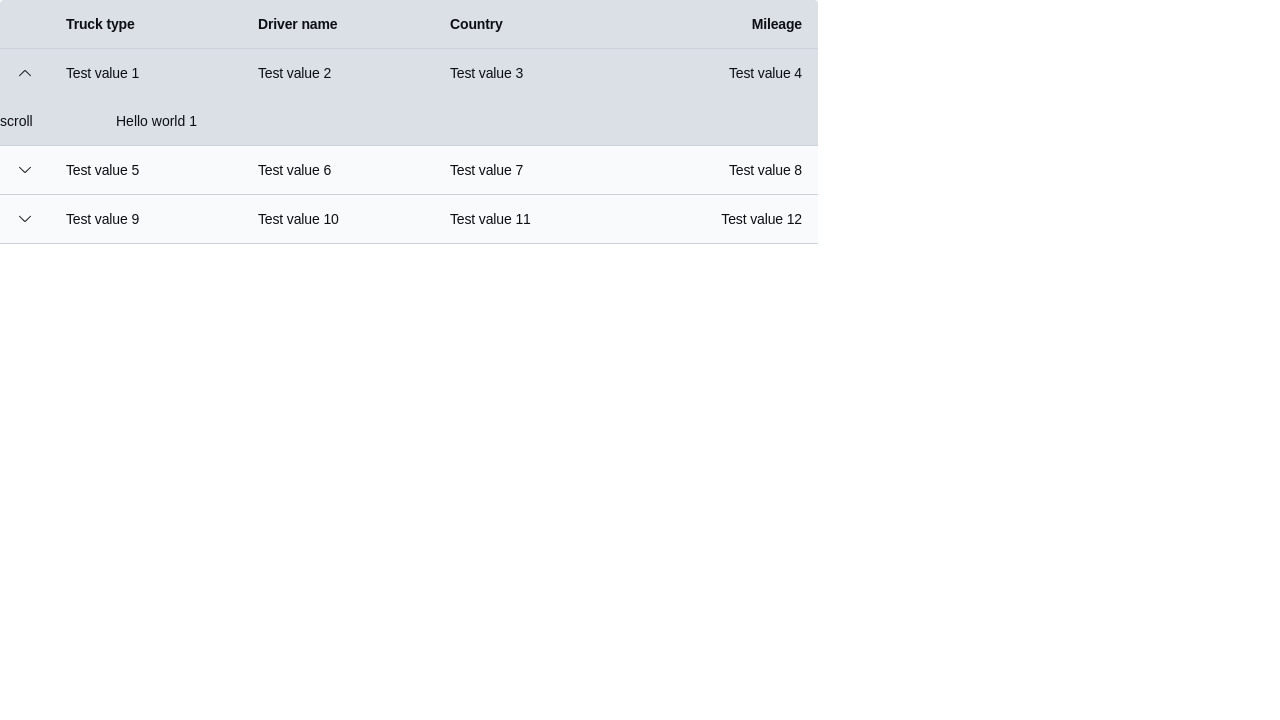 Truck type Driver name Country Mileage
Test value 1 Test value 2 Test value 3 Test value 4
scroll Hello world 1
Test value 5 Test value 6 Test value 7 Test value 8
Test value 9 Test value 10 Test value 11 Test value 12